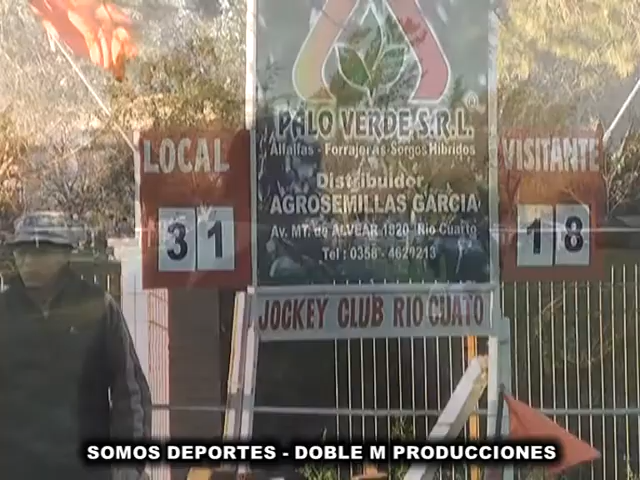 PALO VERDE S.R.L.
®
Alfalfas - Forrajeras - Sorgos Híbridos
Distribuidor
AGROSEMILLAS GARCIA
Av. MT. de ALVEAR 1820 - Río Cuarto
Tel : 0358 - 4629213
LOCAL
31
VISITANTE
18
JOCKEY CLUB RIO CUATO
SOMOS DEPORTES - DOBLE M PRODUCCIONES